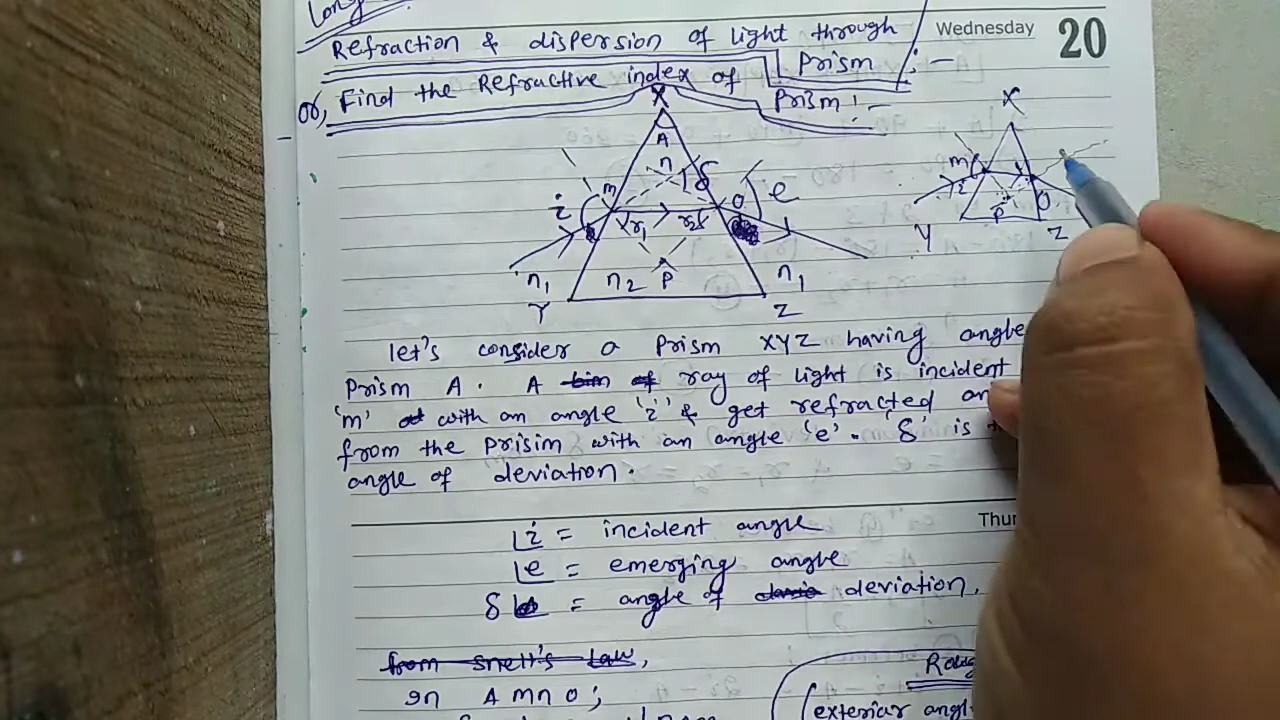 Long
Refraction & dispersion of light through Prism :-
Wednesday 20
Or, Find the Refractive index of Prism :-
X
A
n
δ
m
i
O
e
r1
r2
n1
n2
P
n1
Y
Z
X
m
i
O
P
Y
Z
let's consider a Prism XYZ having angle
Prism A. A ray of light is incident
'm' with an angle 'i' & get refracted
from the Prisim with an angle 'e'. 'δ' is
angle of deviation.
Thu
∠i = incident angle
∠e = emerging angle
δ = angle of deviation.
from snell's Law,
In Δ mno;
exterior angl